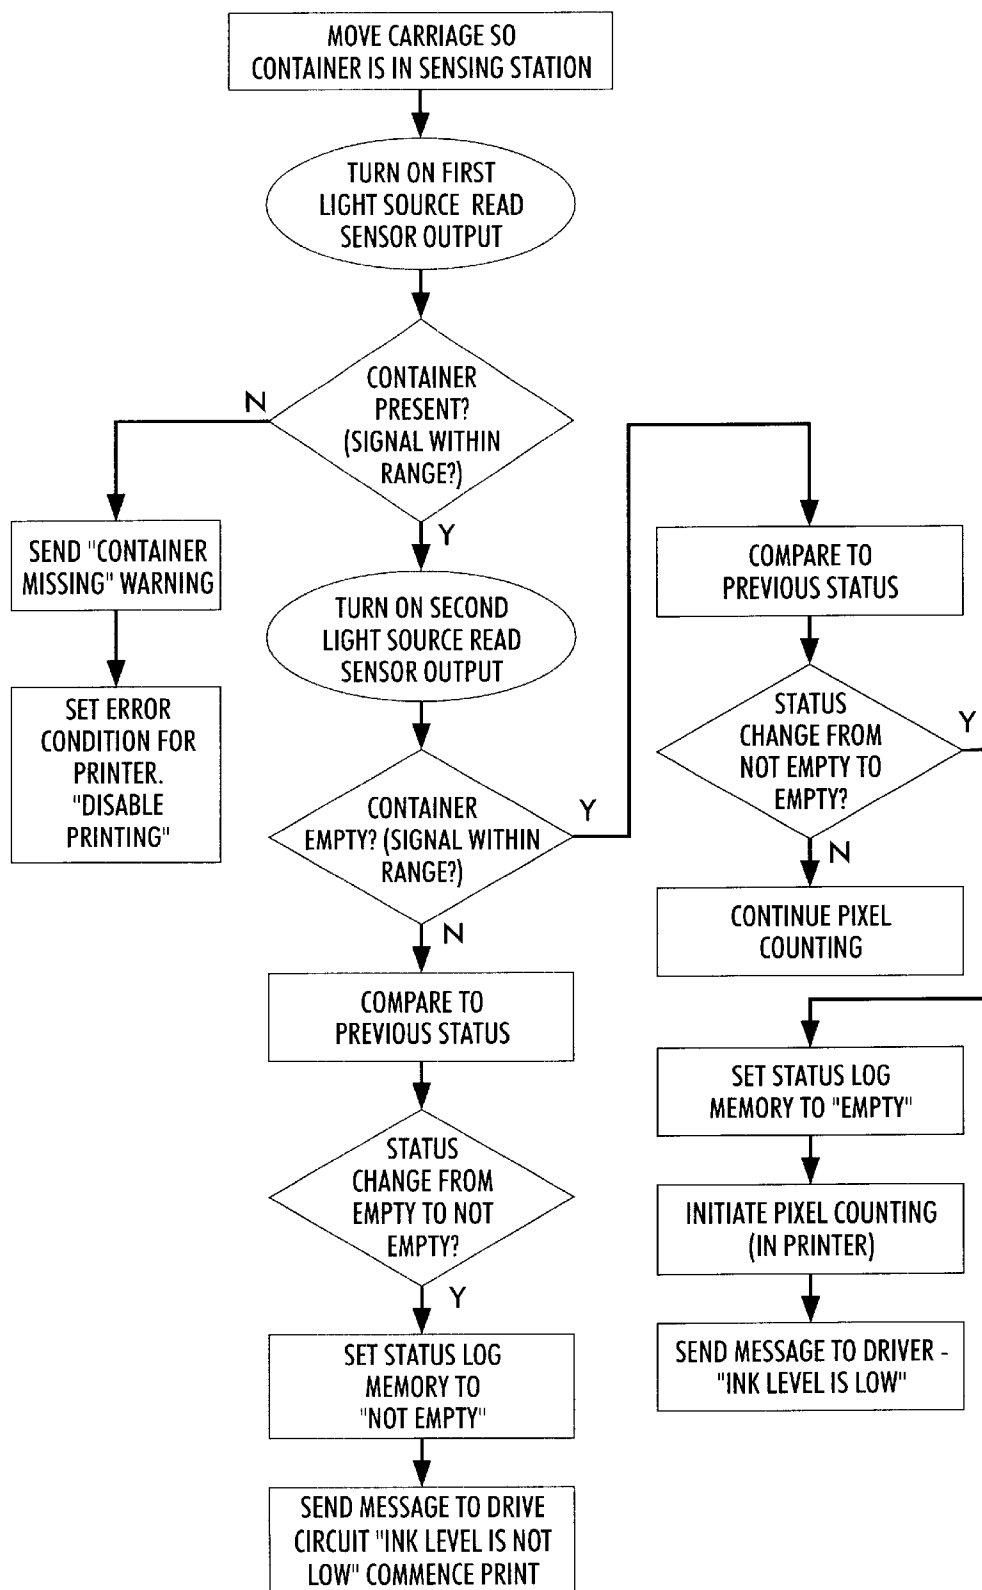 MOVE CARRIAGE SO
CONTAINER IS IN SENSING STATION
TURN ON FIRST
LIGHT SOURCE READ
SENSOR OUTPUT
CONTAINER
PRESENT?
(SIGNAL WITHIN
RANGE?)
N
Y
SEND "CONTAINER
MISSING" WARNING
SET ERROR
CONDITION FOR
PRINTER.
"DISABLE
PRINTING"
TURN ON SECOND
LIGHT SOURCE READ
SENSOR OUTPUT
CONTAINER
EMPTY? (SIGNAL WITHIN
RANGE?)
Y
N
COMPARE TO
PREVIOUS STATUS
STATUS
CHANGE FROM
EMPTY TO NOT
EMPTY?
Y
SET STATUS LOG
MEMORY TO
"NOT EMPTY"
SEND MESSAGE TO DRIVE
CIRCUIT "INK LEVEL IS NOT
LOW" COMMENCE PRINT
COMPARE TO
PREVIOUS STATUS
STATUS
CHANGE FROM
NOT EMPTY TO
EMPTY?
Y
N
CONTINUE PIXEL
COUNTING
SET STATUS LOG
MEMORY TO "EMPTY"
INITIATE PIXEL COUNTING
(IN PRINTER)
SEND MESSAGE TO DRIVER -
"INK LEVEL IS LOW"